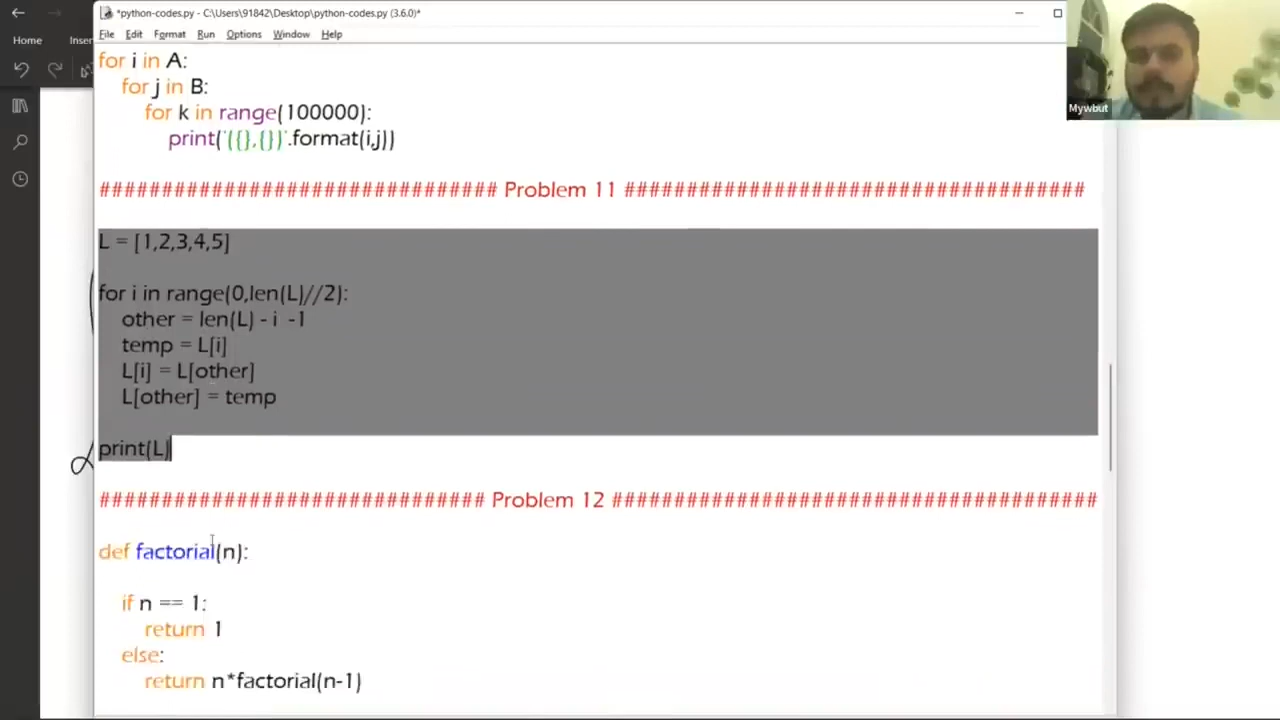 *python-codes.py - C:\Users\91842\Desktop\python-codes.py (3.6.0)*
File Edit Format Run Options Window Help
Home
Inser
for i in A:
for j in B:
for k in range(100000):
print('({},{})'.format(i,j))
Mywbut
############################### Problem 11 ####################################
L = [1,2,3,4,5]
for i in range(0,len(L)//2):
other = len(L) - i -1
temp = L[i]
L[i] = L[other]
L[other] = temp
print(L)
############################## Problem 12 ######################################
def factorial(n):
if n == 1:
return 1
else:
return n*factorial(n-1)